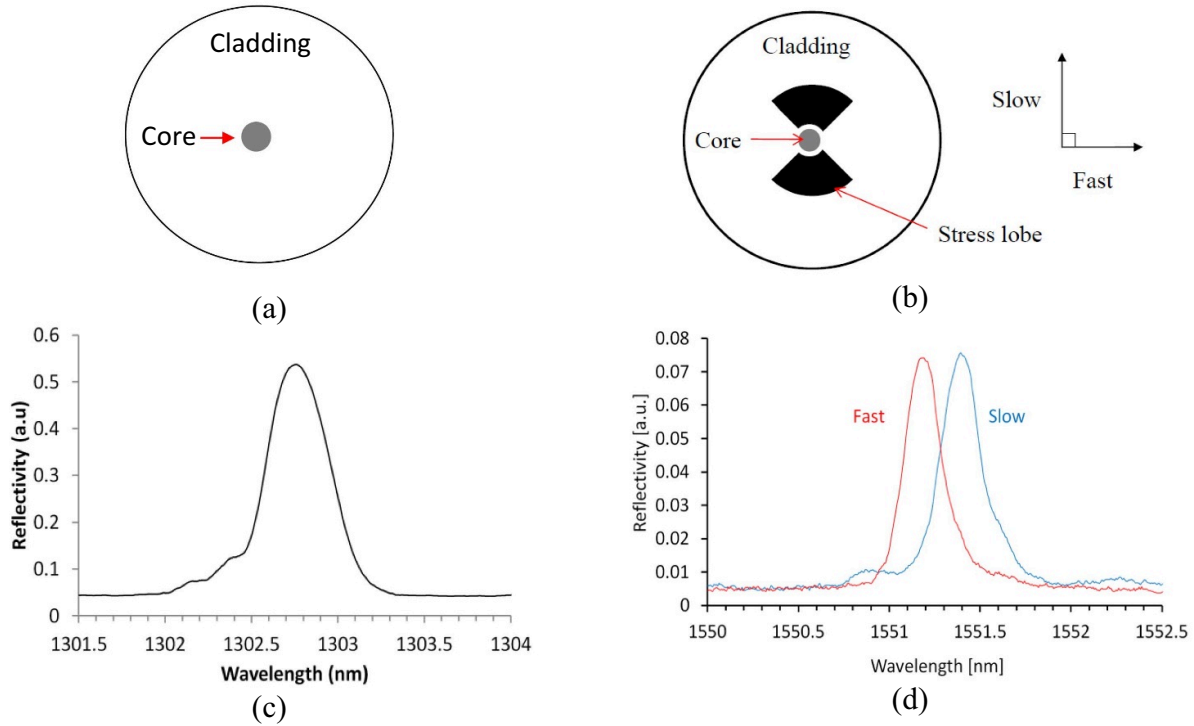 Cladding
Core
(a)
Cladding
Core
Stress lobe
Slow
Fast
(b)
Reflectivity (a.u)
0.6
0.5
0.4
0.3
0.2
0.1
0
1301.5 1302 1302.5 1303 1303.5 1304
Wavelength (nm)
(c)
Reflectivity [a.u.]
0.08
0.07
0.06
0.05
0.04
0.03
0.02
0.01
0
Fast
Slow
1550 1550.5 1551 1551.5 1552 1552.5
Wavelength [nm]
(d)